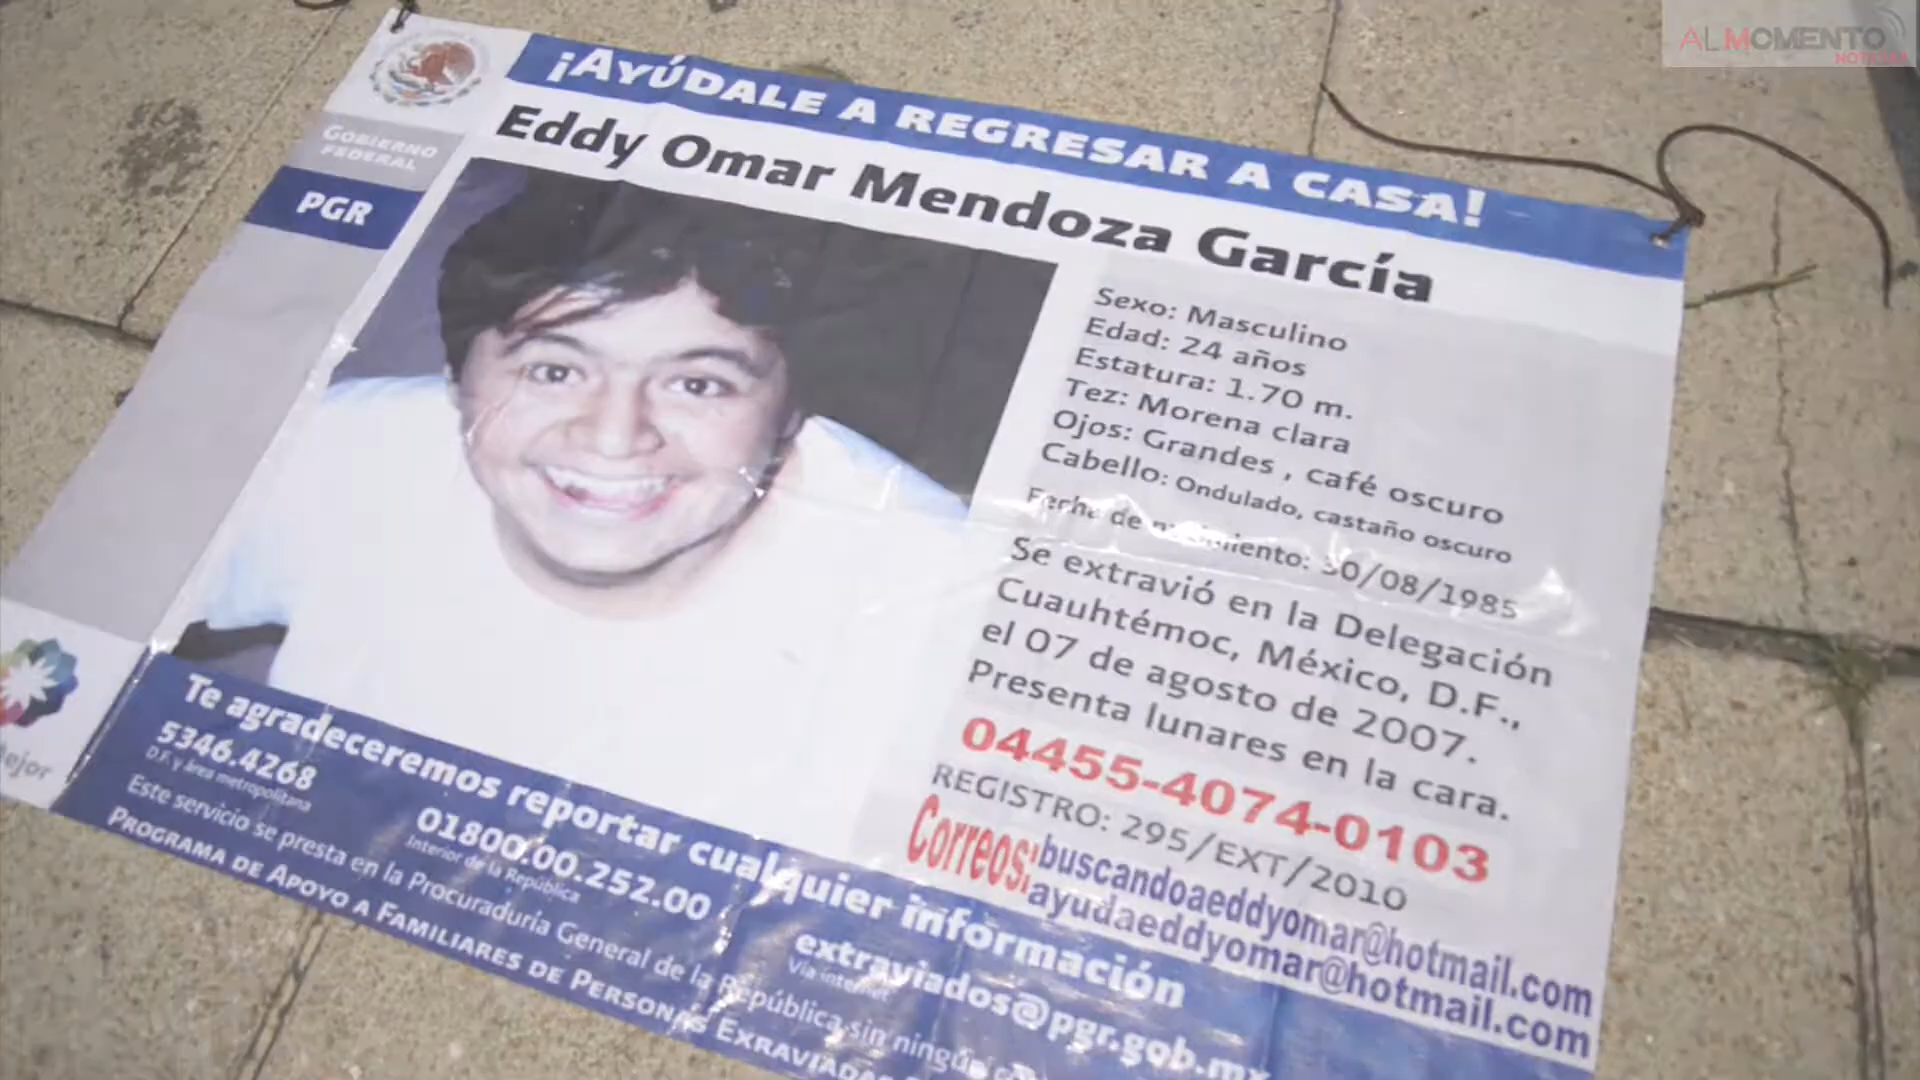 ALMOMENTO
NOTICIAS
¡AYÚDALE A REGRESAR A CASA!
GOBIERNO
FEDERAL
PGR
Eddy Omar Mendoza García
Sexo: Masculino
Edad: 24 años
Estatura: 1.70 m.
Tez: Morena clara
Ojos: Grandes , café oscuro
Cabello: Ondulado, castaño oscuro
Fecha de nacimiento: 30/08/1985
Se extravió en la Delegación
Cuauhtémoc, México, D.F.,
el 07 de agosto de 2007.
Presenta lunares en la cara.
04455-4074-0103
REGISTRO: 295/EXT/2010
Correos: buscandoaeddyomar@hotmail.com
ayudaeddyomar@hotmail.com
Te agradeceremos reportar cualquier información
5346.4268
D.F. y área metropolitana
01800.00.252.00
Interior de la República
extraviados@pgr.gob.mx
Vía internet
Este servicio se presta en la Procuraduría General de la República sin
PROGRAMA DE APOYO A FAMILIARES DE PERSONAS EXRAVIADAS